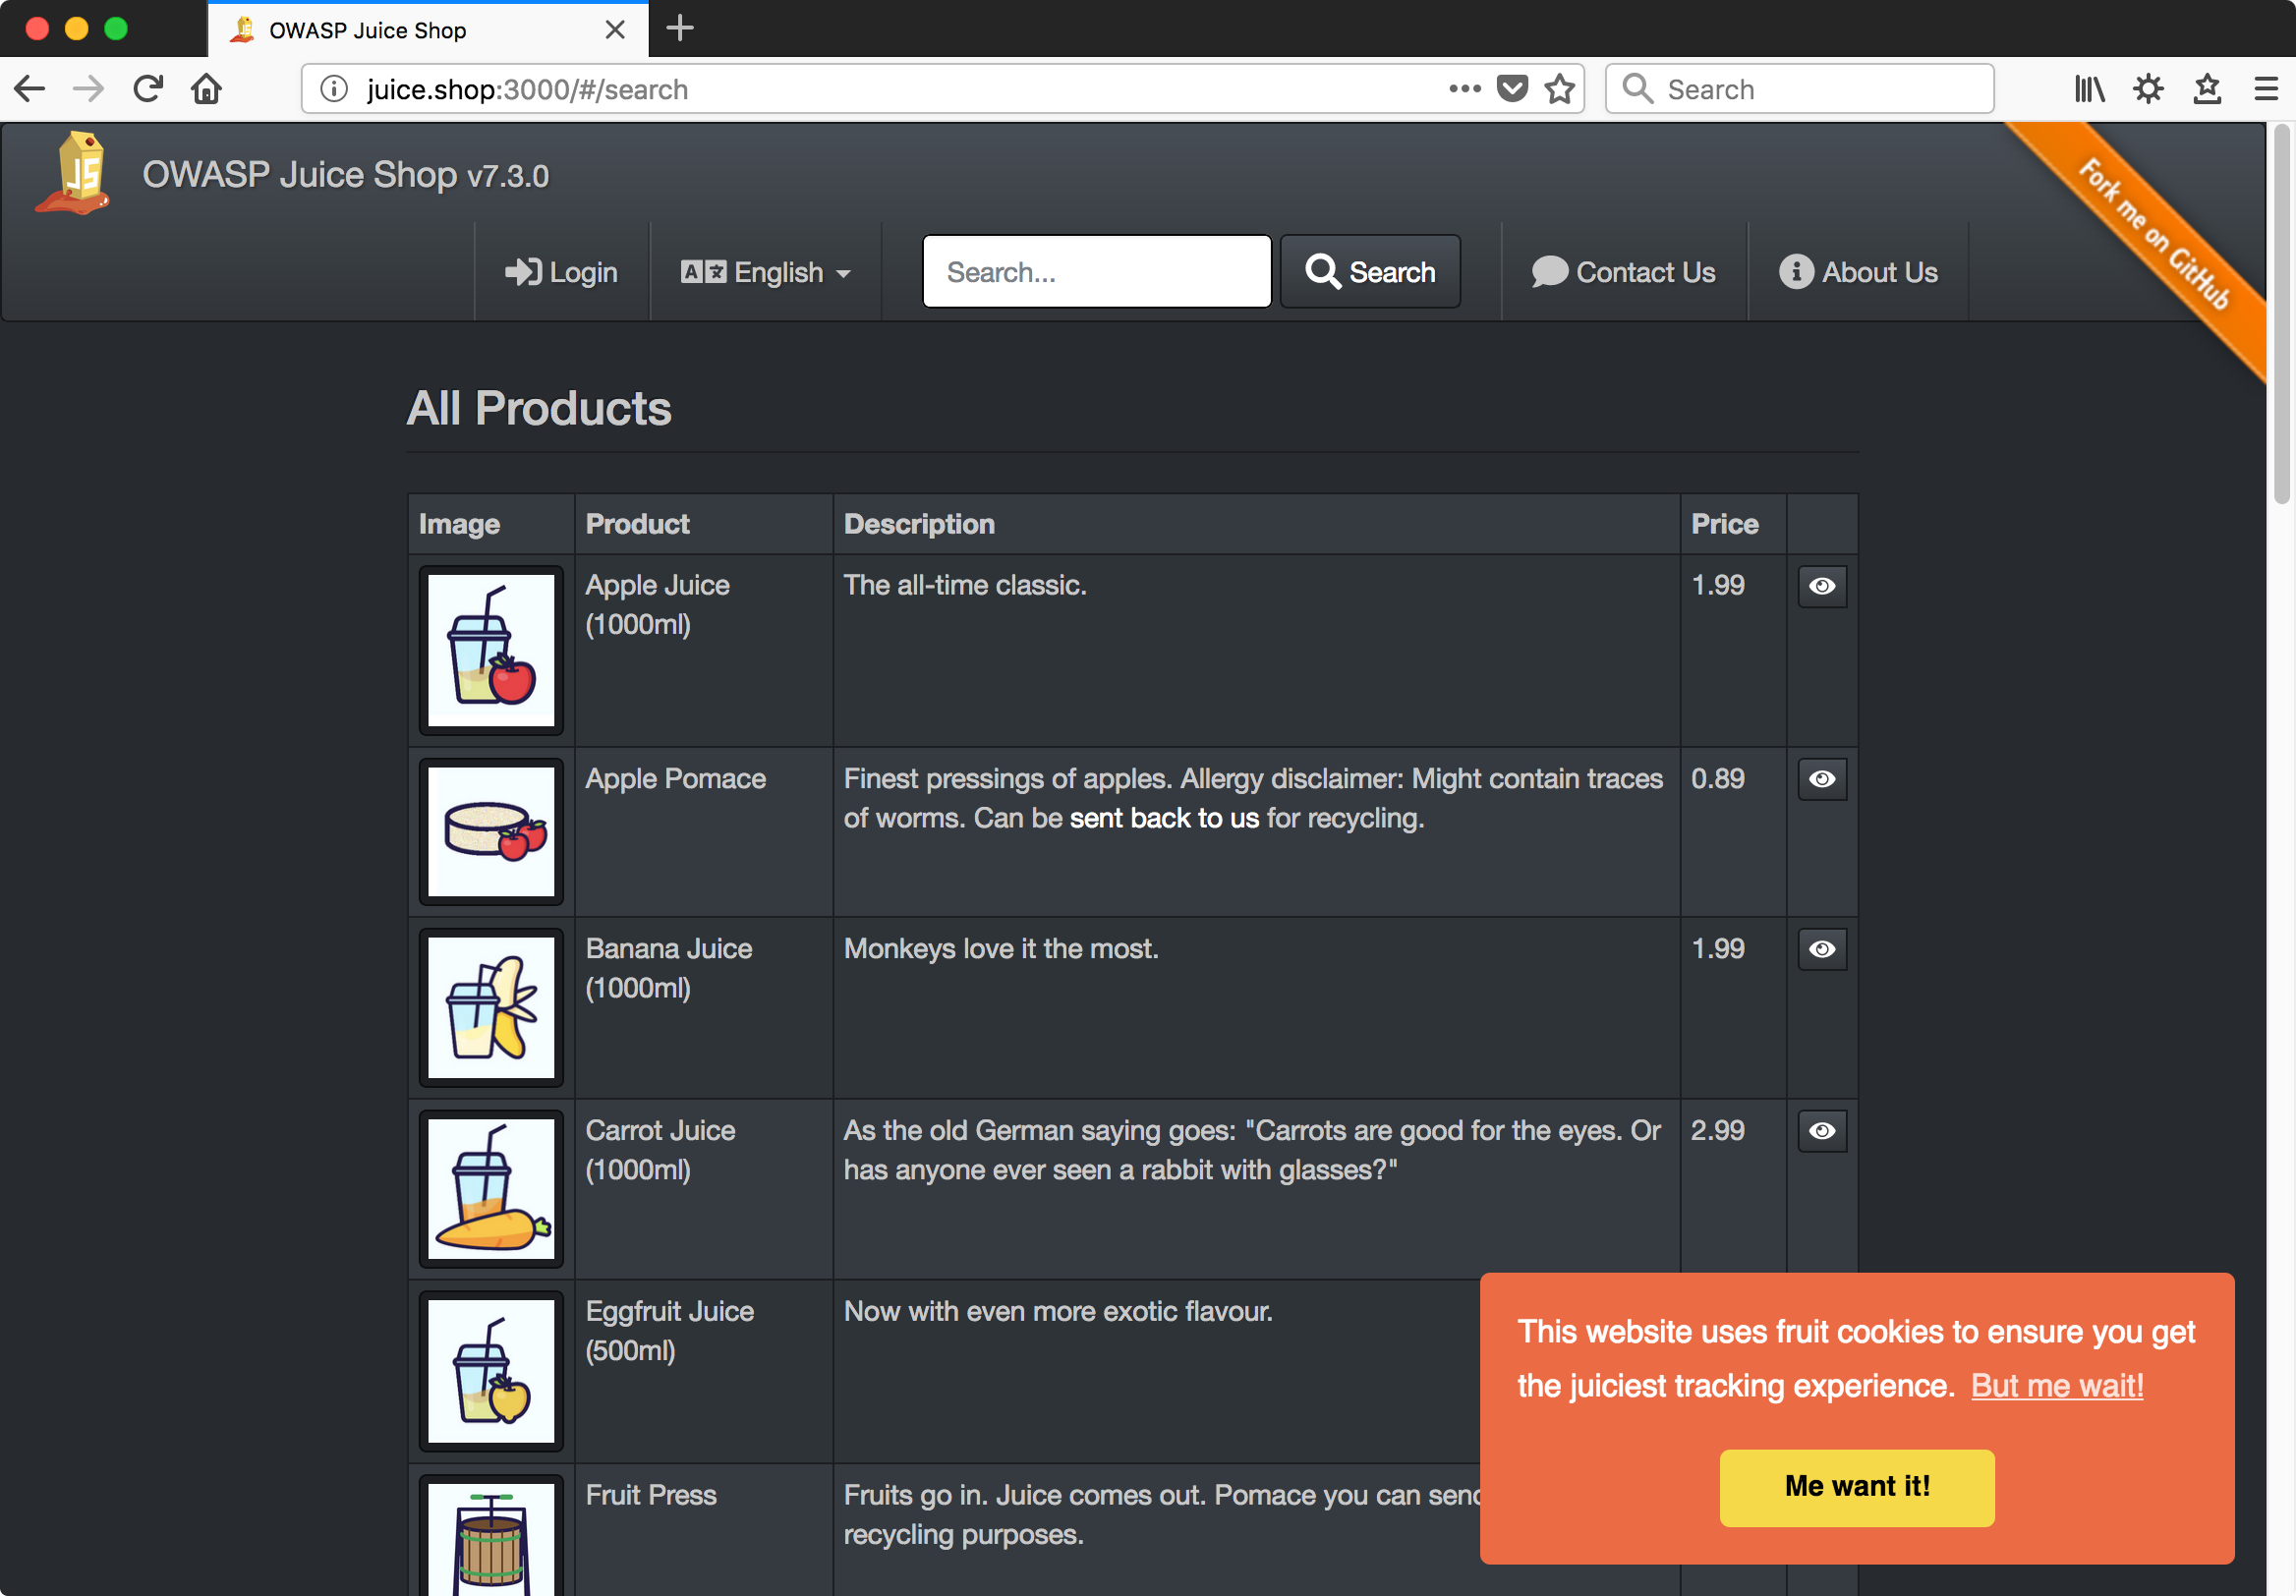 OWASP Juice Shop
juice.shop:3000/#/search
Search
JS
OWASP Juice Shop v7.3.0
Fork me on GitHub
Login
English
Search...
Search
Contact Us
About Us
All Products
Image
Product
Description
Price
Apple Juice
(1000ml)
The all-time classic.
1.99
Apple Pomace
Finest pressings of apples. Allergy disclaimer: Might contain traces
of worms. Can be sent back to us for recycling.
0.89
Banana Juice
(1000ml)
Monkeys love it the most.
1.99
Carrot Juice
(1000ml)
As the old German saying goes: "Carrots are good for the eyes. Or
has anyone ever seen a rabbit with glasses?"
2.99
Eggfruit Juice
(500ml)
Now with even more exotic flavour.
Fruit Press
Fruits go in. Juice comes out. Pomace you can send
recycling purposes.
This website uses fruit cookies to ensure you get
the juiciest tracking experience. But me wait!
Me want it!